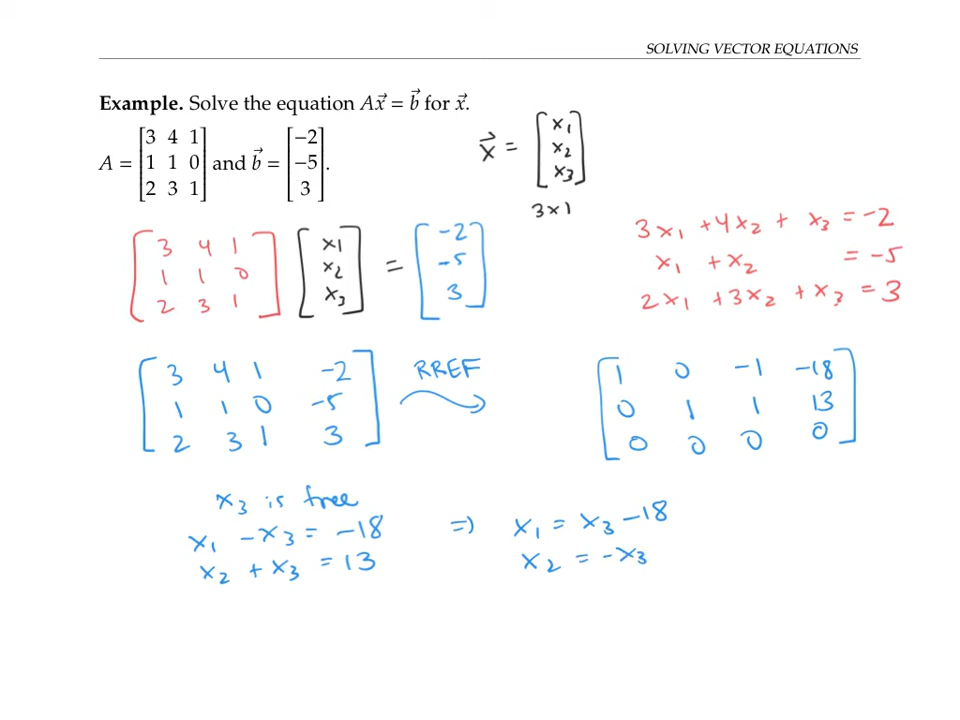 SOLVING VECTOR EQUATIONS
Example. Solve the equation Ax⃗ = b⃗ for x⃗.
A = [3 4 1; 1 1 0; 2 3 1] and b⃗ = [−2; −5; 3].
x⃗ = [x₁; x₂; x₃]
3×1
[3 4 1; 1 1 0; 2 3 1] [x₁; x₂; x₃] = [-2; -5; 3]
3x₁ + 4x₂ + x₃ = -2
x₁ + x₂ = -5
2x₁ + 3x₂ + x₃ = 3
[3 4 1 -2; 1 1 0 -5; 2 3 1 3] RREF [1 0 -1 -18; 0 1 1 13; 0 0 0 0]
x₃ is free
x₁ - x₃ = -18 => x₁ = x₃ - 18
x₂ + x₃ = 13 x₂ = -x₃